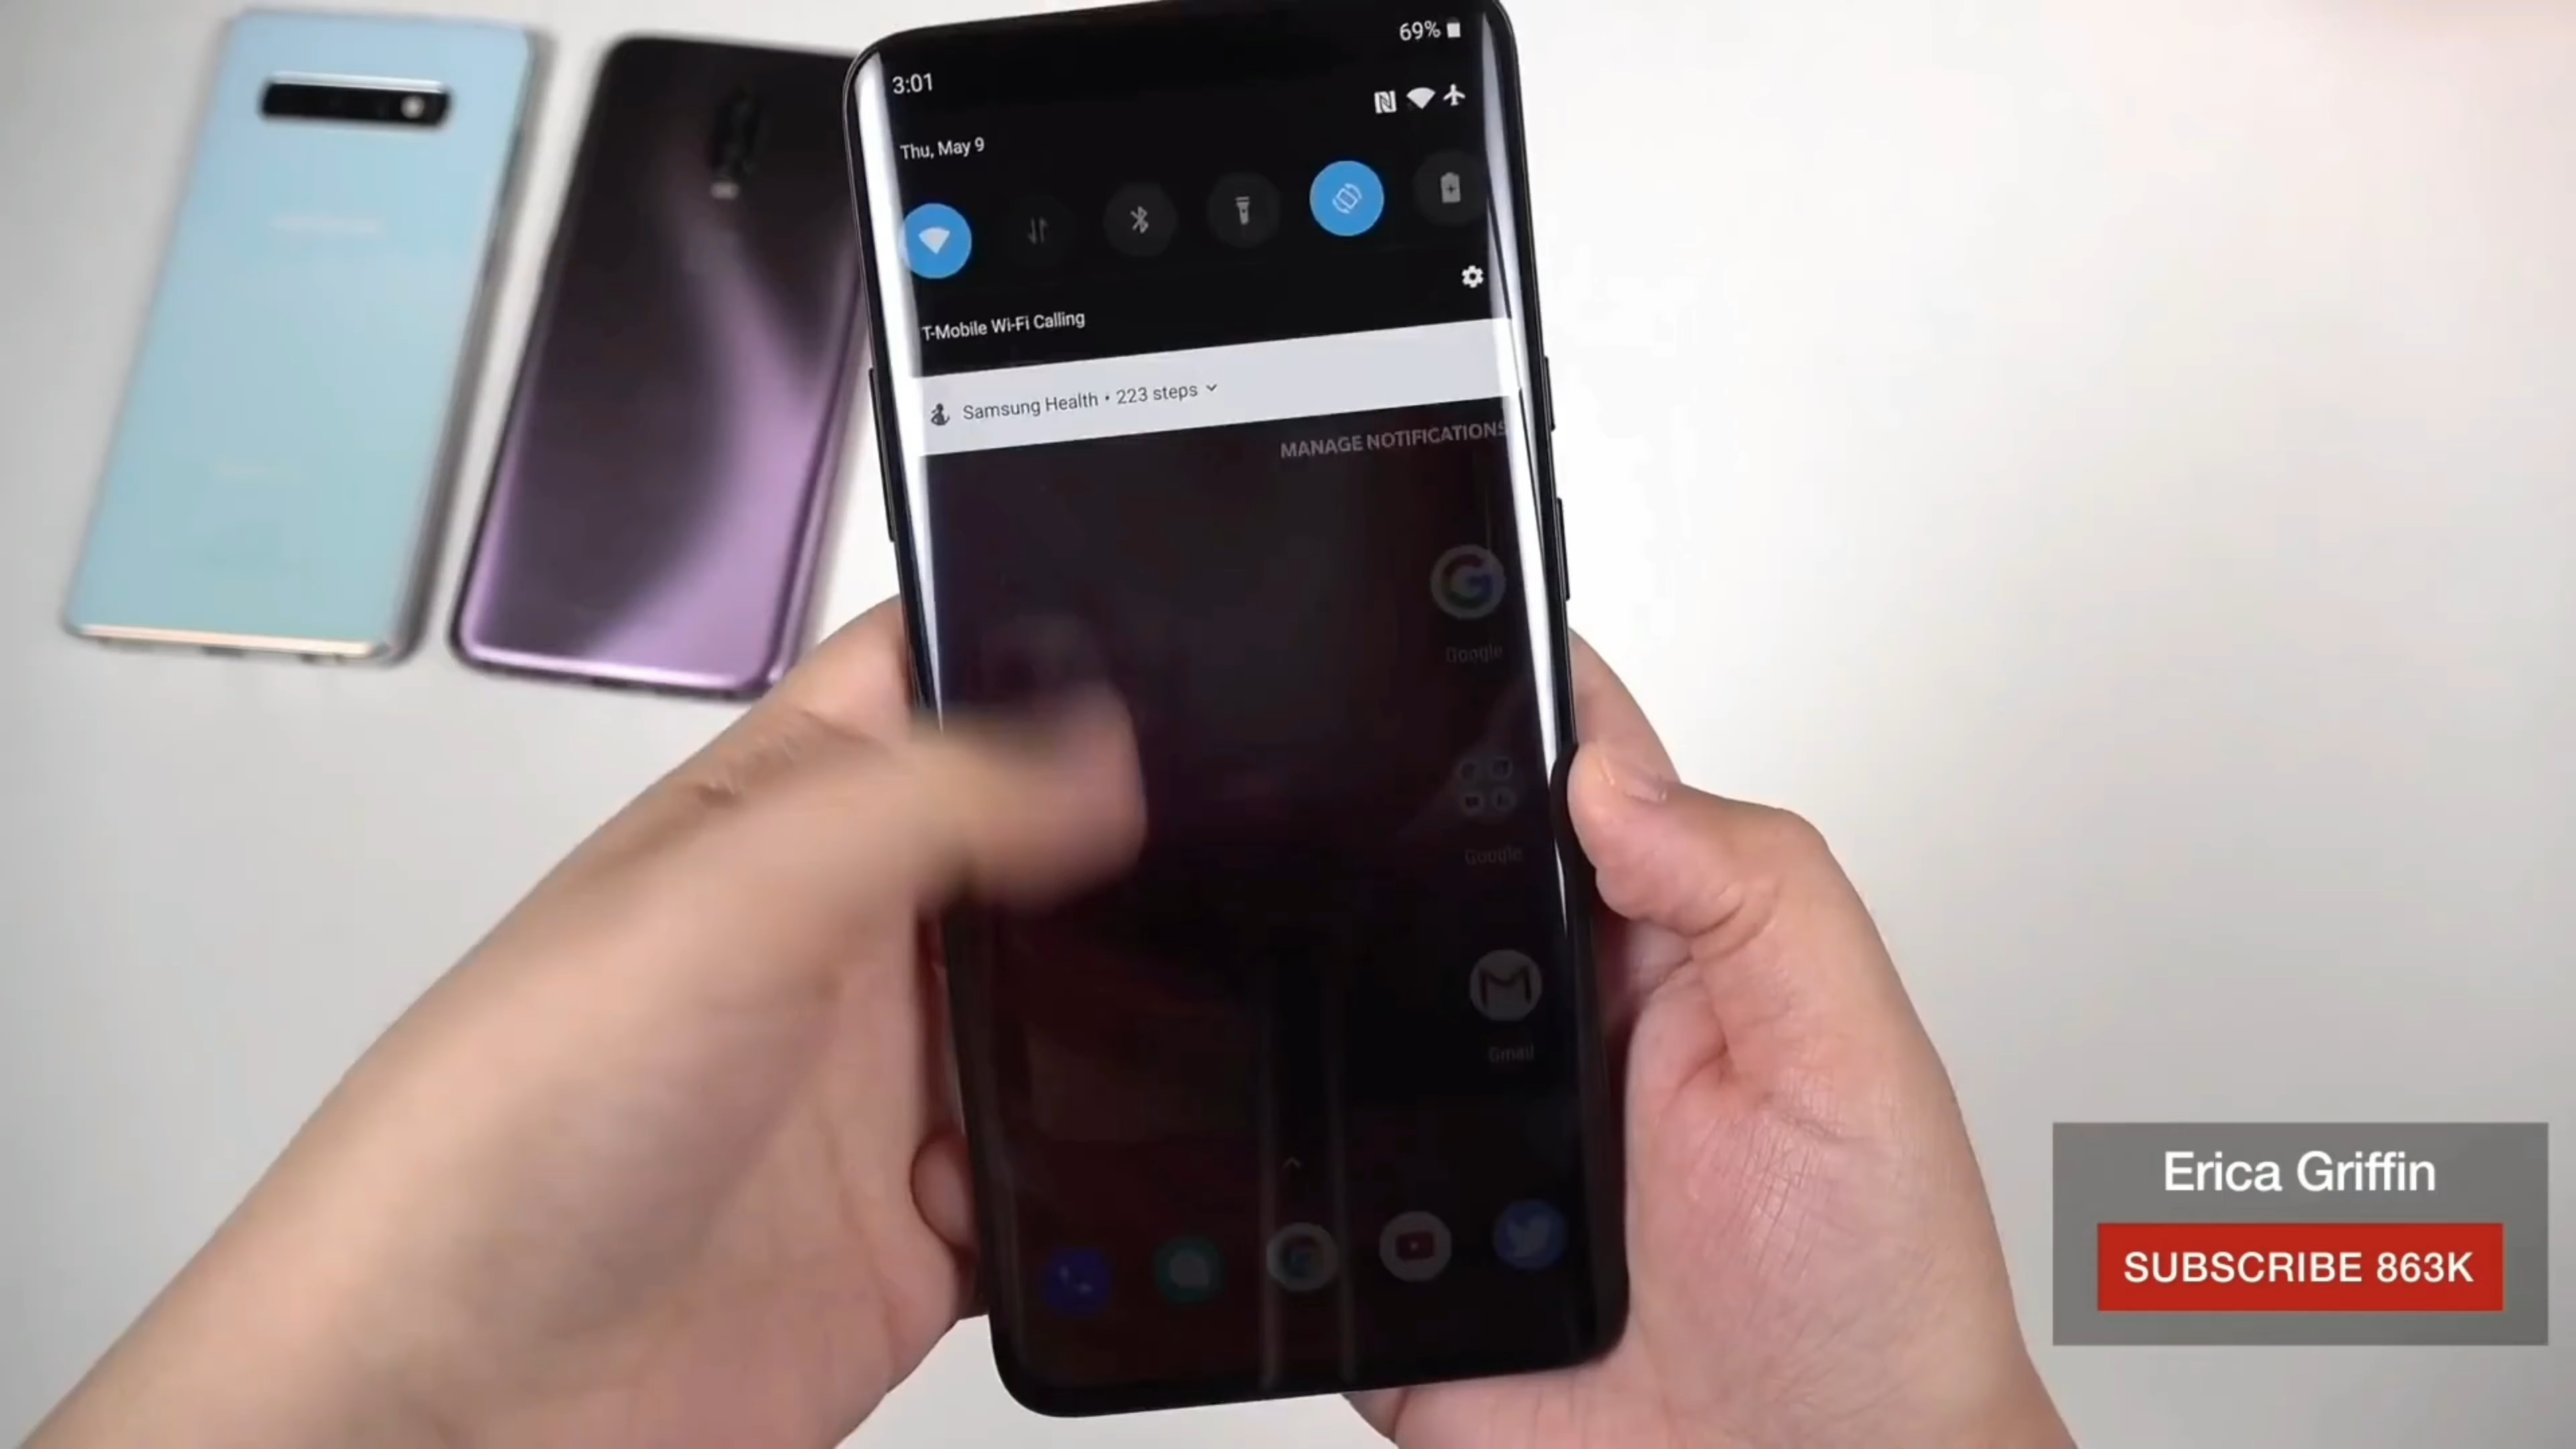 69%
3:01
Thu, May 9
T-Mobile Wi-Fi Calling
Samsung Health • 223 steps
MANAGE NOTIFICATIONS
Google
Google
Gmail
Erica Griffin
SUBSCRIBE 863K